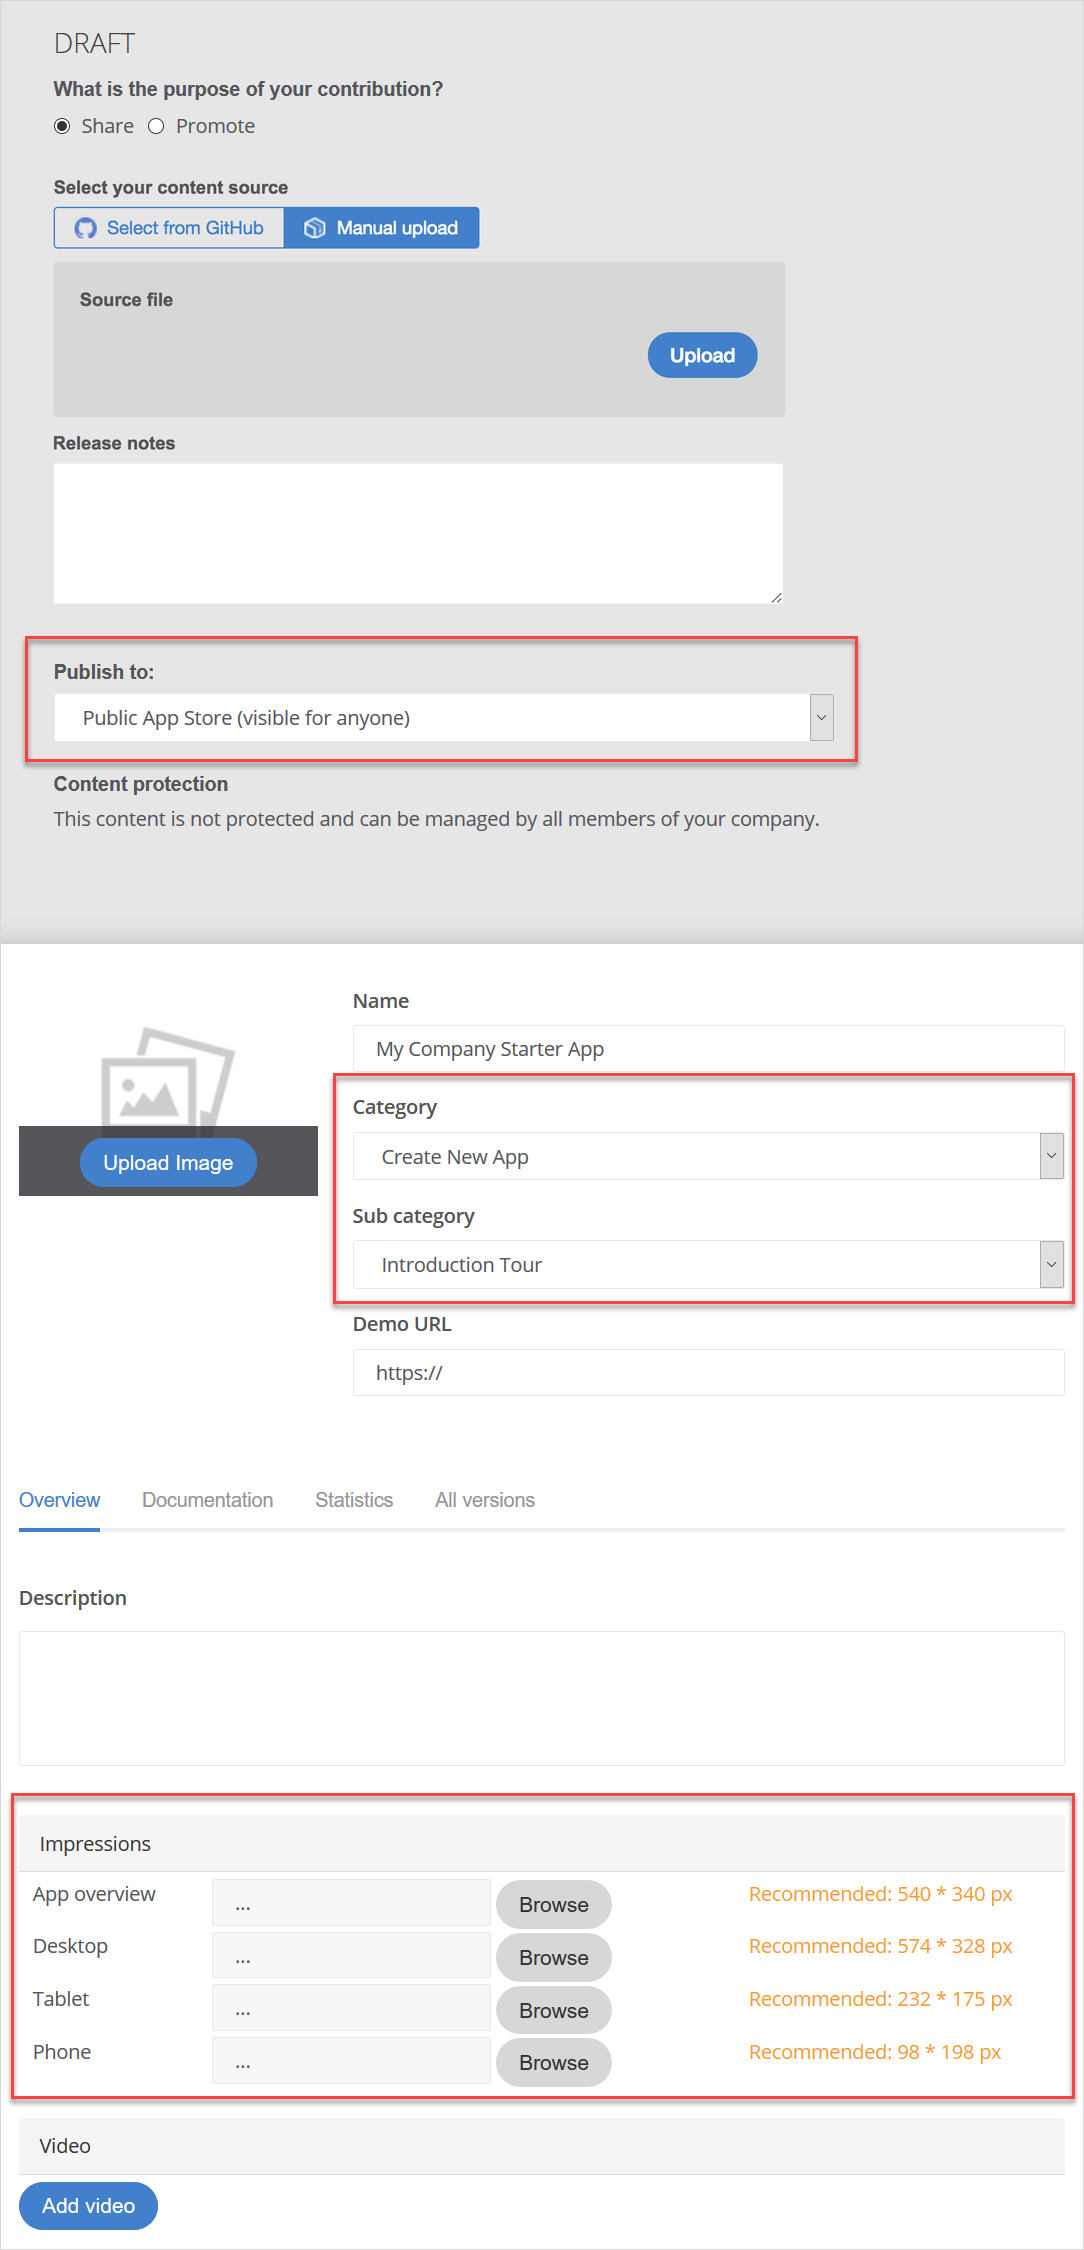 DRAFT
What is the purpose of your contribution?
Share Promote
Select your content source
Select from GitHub Manual upload
Source file
Upload
Release notes
Publish to:
Public App Store (visible for anyone)
Content protection
This content is not protected and can be managed by all members of your company.
Name
My Company Starter App
Category
Create New App
Upload Image
Sub category
Introduction Tour
Demo URL
https://
Overview Documentation Statistics All versions
Description
Impressions
App overview ... Browse Recommended: 540 * 340 px
Desktop ... Browse Recommended: 574 * 328 px
Tablet ... Browse Recommended: 232 * 175 px
Phone ... Browse Recommended: 98 * 198 px
Video
Add video